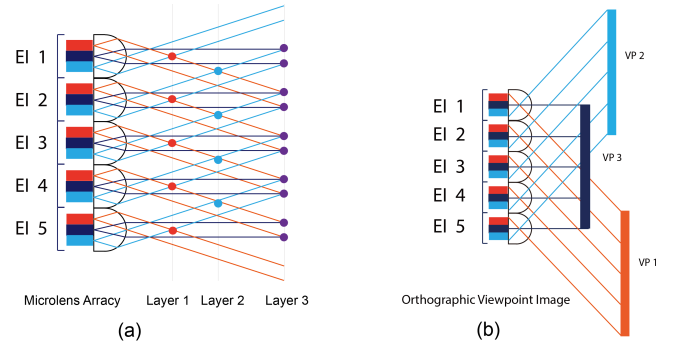 EI 1
EI 2
EI 3
EI 4
EI 5
Microlens Arracy
Layer 1
Layer 2
Layer 3
(a)
VP 2
EI 1
EI 2
EI 3
EI 4
EI 5
VP 3
VP 1
Orthographic Viewpoint Image
(b)